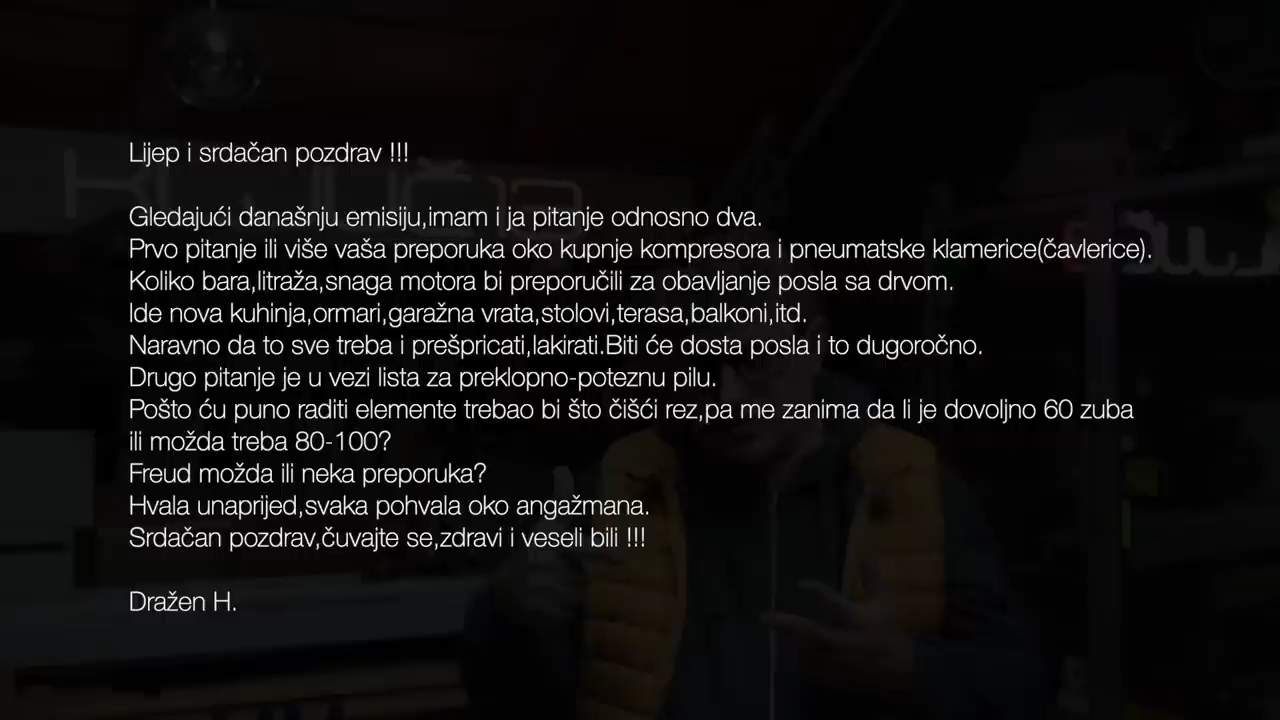 Lijep i srdačan pozdrav !!!
Gledajući današnju emisiju,imam i ja pitanje odnosno dva.
Prvo pitanje ili više vaša preporuka oko kupnje kompresora i pneumatske klamerice(čavlerice).
Koliko bara,litraža,snaga motora bi preporučili za obavljanje posla sa drvom.
Ide nova kuhinja,ormari,garažna vrata,stolovi,terasa,balkoni,itd.
Naravno da to sve treba i prešpricati,lakirati.Biti će dosta posla i to dugoročno.
Drugo pitanje je u vezi lista za preklopno-poteznu pilu.
Pošto ću puno raditi elemente trebao bi što čišći rez,pa me zanima da li je dovoljno 60 zuba
ili možda treba 80-100?
Freud možda ili neka preporuka?
Hvala unaprijed,svaka pohvala oko angažmana.
Srdačan pozdrav,čuvajte se,zdravi i veseli bili !!!
Dražen H.